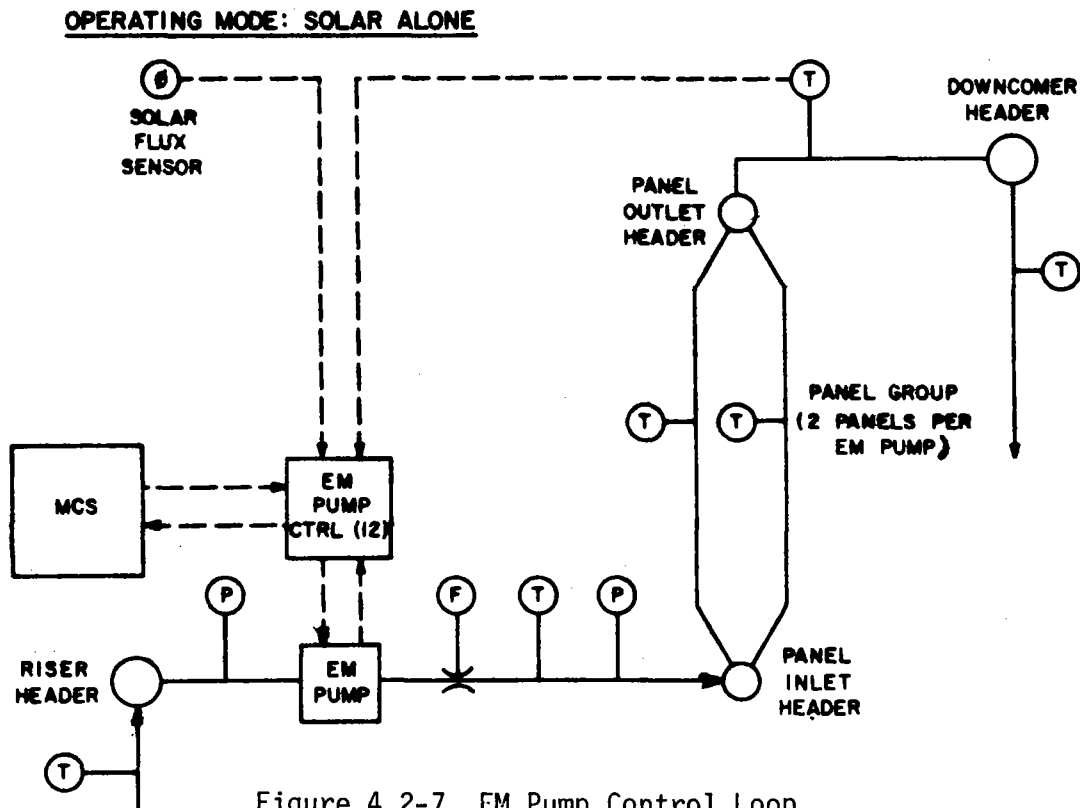 OPERATING MODE: SOLAR ALONE
Ø
SOLAR
FLUX
SENSOR
T
DOWNCOMER
HEADER
PANEL
OUTLET
HEADER
T
T
T
PANEL GROUP
(2 PANELS PER
EM PUMP)
MCS
EM
PUMP
CTRL (12)
P
F
T
P
RISER
HEADER
EM
PUMP
PANEL
INLET
HEADER
T
Figure 4.2-7 EM Pump Control Loop